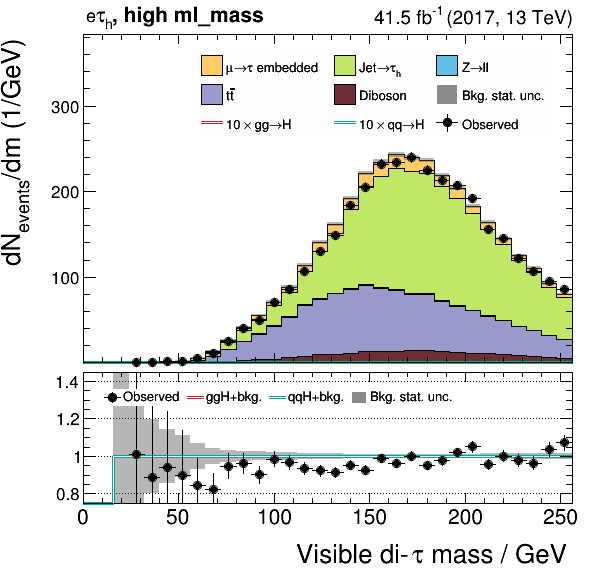 eτh, high ml_mass 41.5 fb-1 (2017, 13 TeV)
dNevents/dm (1/GeV)
μ→τ embedded Jet→τh Z→ll
tt̄ Diboson Bkg. stat. unc.
10 × gg→H 10 × qq→H Observed
300
200
100
Observed ggH+bkg. qqH+bkg. Bkg. stat. unc.
1.4
1.2
1
0.8
0 50 100 150 200 250
Visible di-τ mass / GeV